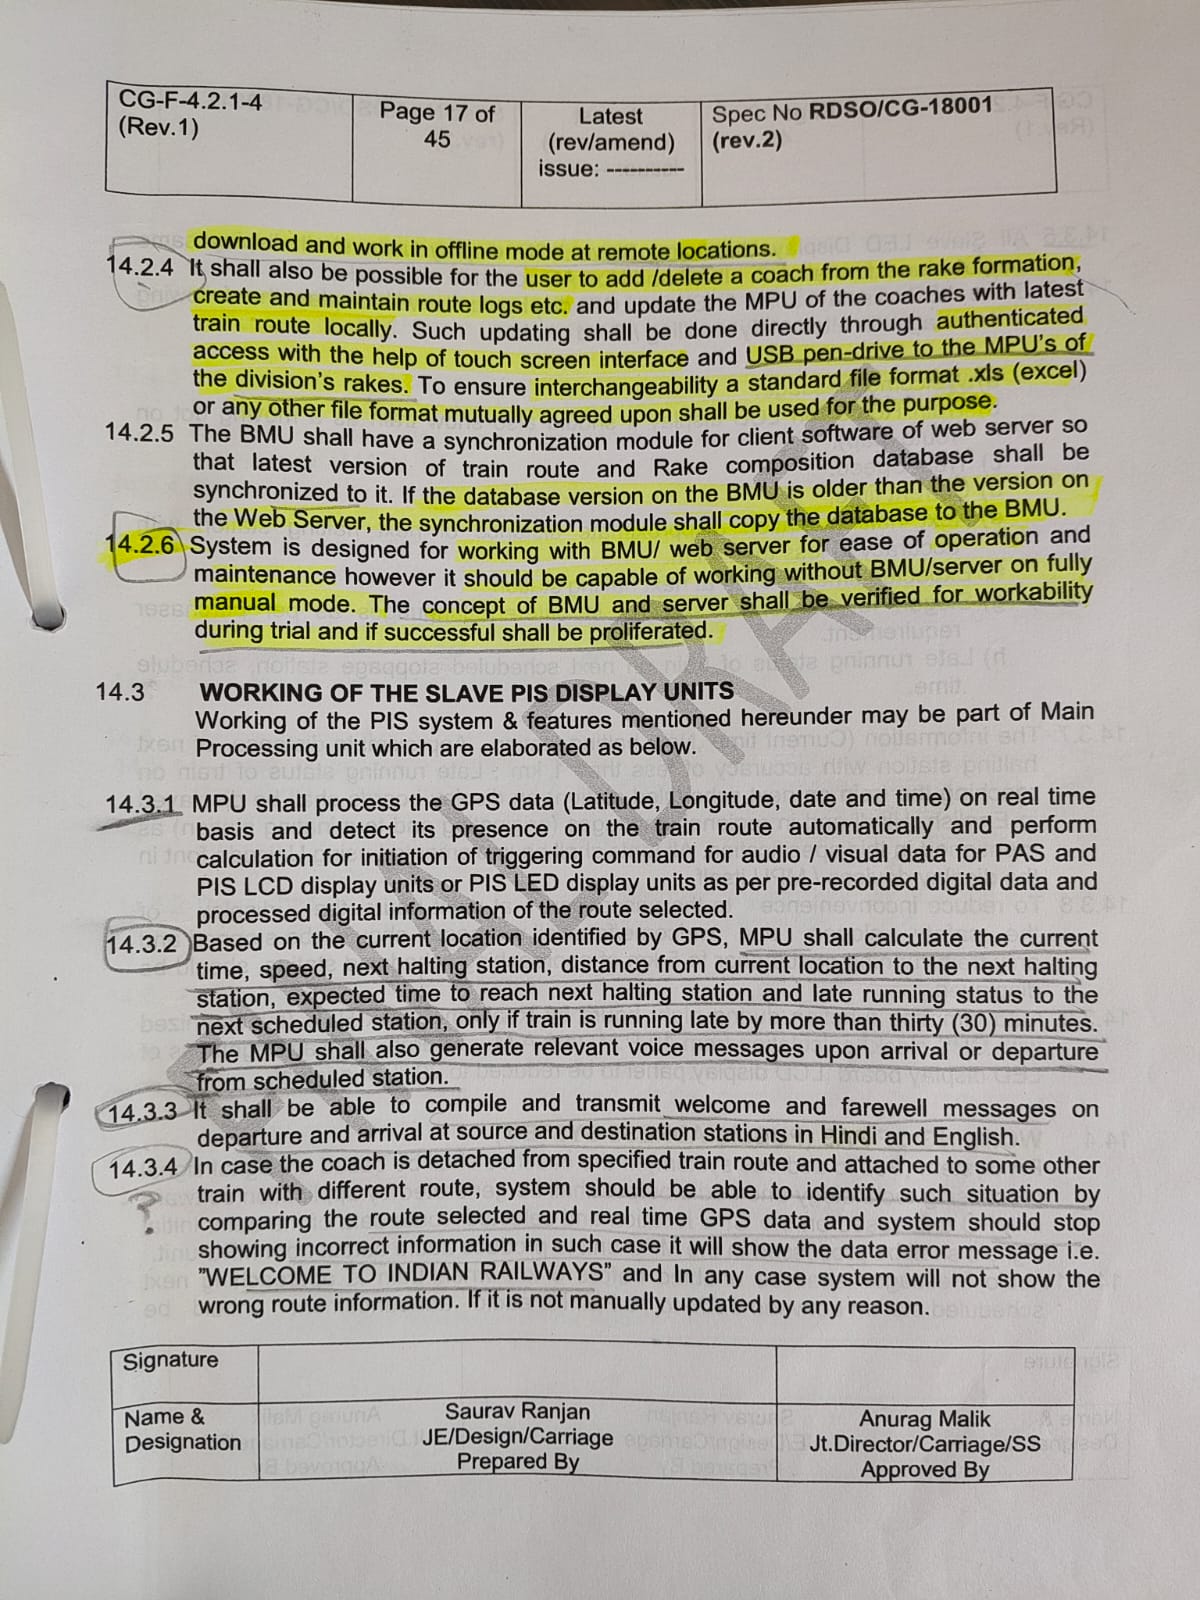 CG-F-4.2.1-4
(Rev.1)
Page 17 of
45
Latest
(rev/amend)
issue: ----------
Spec No RDSO/CG-18001
(rev.2)
download and work in offline mode at remote locations.
14.2.4 It shall also be possible for the user to add /delete a coach from the rake formation,
create and maintain route logs etc. and update the MPU of the coaches with latest
train route locally. Such updating shall be done directly through authenticated
access with the help of touch screen interface and USB pen-drive to the MPU's of
the division's rakes. To ensure interchangeability a standard file format .xls (excel)
or any other file format mutually agreed upon shall be used for the purpose.
14.2.5 The BMU shall have a synchronization module for client software of web server so
that latest version of train route and Rake composition database shall be
synchronized to it. If the database version on the BMU is older than the version on
the Web Server, the synchronization module shall copy the database to the BMU.
14.2.6 System is designed for working with BMU/ web server for ease of operation and
maintenance however it should be capable of working without BMU/server on fully
manual mode. The concept of BMU and server shall be verified for workability
during trial and if successful shall be proliferated.
14.3 WORKING OF THE SLAVE PIS DISPLAY UNITS
Working of the PIS system & features mentioned hereunder may be part of Main
Processing unit which are elaborated as below.
14.3.1 MPU shall process the GPS data (Latitude, Longitude, date and time) on real time
basis and detect its presence on the train route automatically and perform
calculation for initiation of triggering command for audio / visual data for PAS and
PIS LCD display units or PIS LED display units as per pre-recorded digital data and
processed digital information of the route selected.
14.3.2 Based on the current location identified by GPS, MPU shall calculate the current
time, speed, next halting station, distance from current location to the next halting
station, expected time to reach next halting station and late running status to the
next scheduled station, only if train is running late by more than thirty (30) minutes.
The MPU shall also generate relevant voice messages upon arrival or departure
from scheduled station.
14.3.3 It shall be able to compile and transmit welcome and farewell messages on
departure and arrival at source and destination stations in Hindi and English.
14.3.4 In case the coach is detached from specified train route and attached to some other
train with different route, system should be able to identify such situation by
? comparing the route selected and real time GPS data and system should stop
showing incorrect information in such case it will show the data error message i.e.
"WELCOME TO INDIAN RAILWAYS" and In any case system will not show the
wrong route information. If it is not manually updated by any reason.
Signature
Name &
Designation
Saurav Ranjan
JE/Design/Carriage
Prepared By
Anurag Malik
Jt.Director/Carriage/SS
Approved By